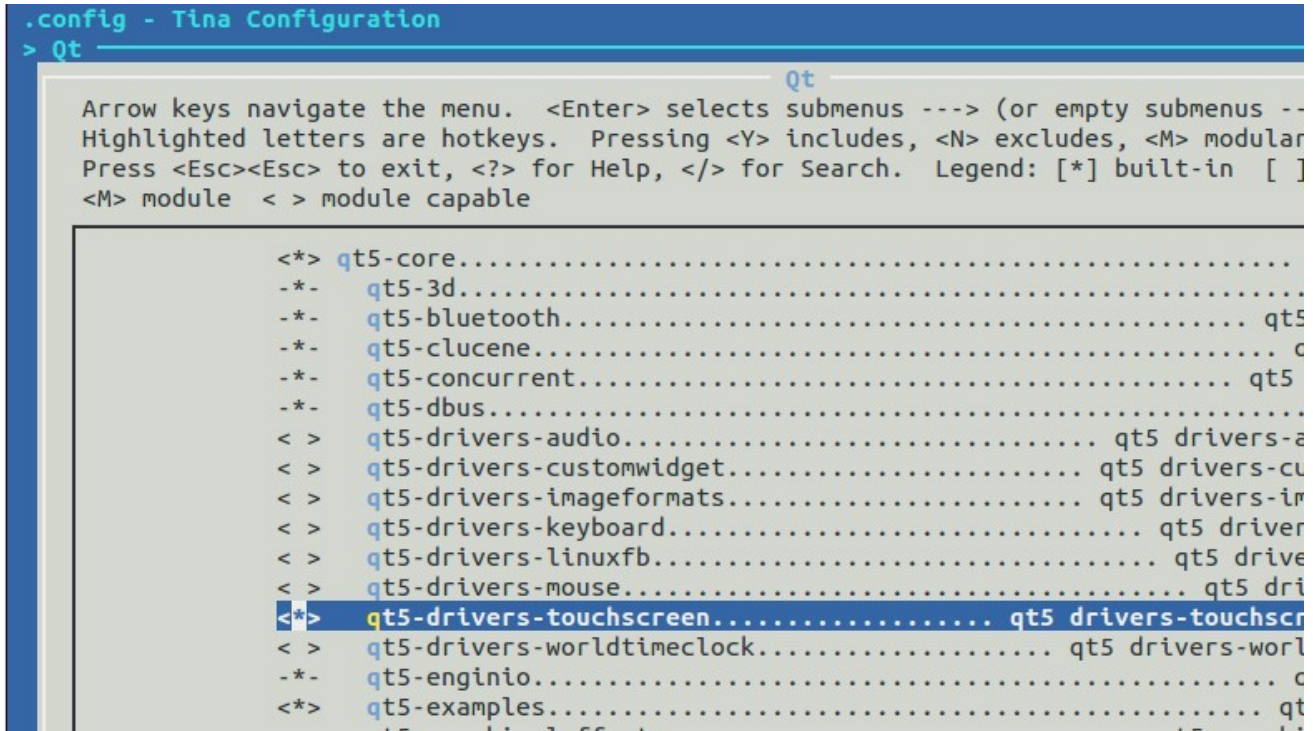 .config - Tina Configuration
> Qt
Qt
Arrow keys navigate the menu.  <Enter> selects submenus ---> (or empty submenus --
Highlighted letters are hotkeys.  Pressing <Y> includes, <N> excludes, <M> modular
Press <Esc><Esc> to exit, <?> for Help, </> for Search.  Legend: [*] built-in  [ ]
<M> module  < > module capable
<*> qt5-core........................................................
-*-   qt5-3d...............................................................
-*-   qt5-bluetooth.............................................. qt5
-*-   qt5-clucene.................................................. c
-*-   qt5-concurrent............................................ qt5
-*-   qt5-dbus.......................................................
< >   qt5-drivers-audio................................ qt5 drivers-a
< >   qt5-drivers-customwidget........................ qt5 drivers-cu
< >   qt5-drivers-imageformats......................... qt5 drivers-im
< >   qt5-drivers-keyboard................................ qt5 driver
< >   qt5-drivers-linuxfb.................................. qt5 drive
< >   qt5-drivers-mouse...................................... qt5 dri
<*>   qt5-drivers-touchscreen................... qt5 drivers-touchscr
< >   qt5-drivers-worldtimeclock.................... qt5 drivers-worl
-*-   qt5-enginio.................................................. c
<*>   qt5-examples................................................ qt